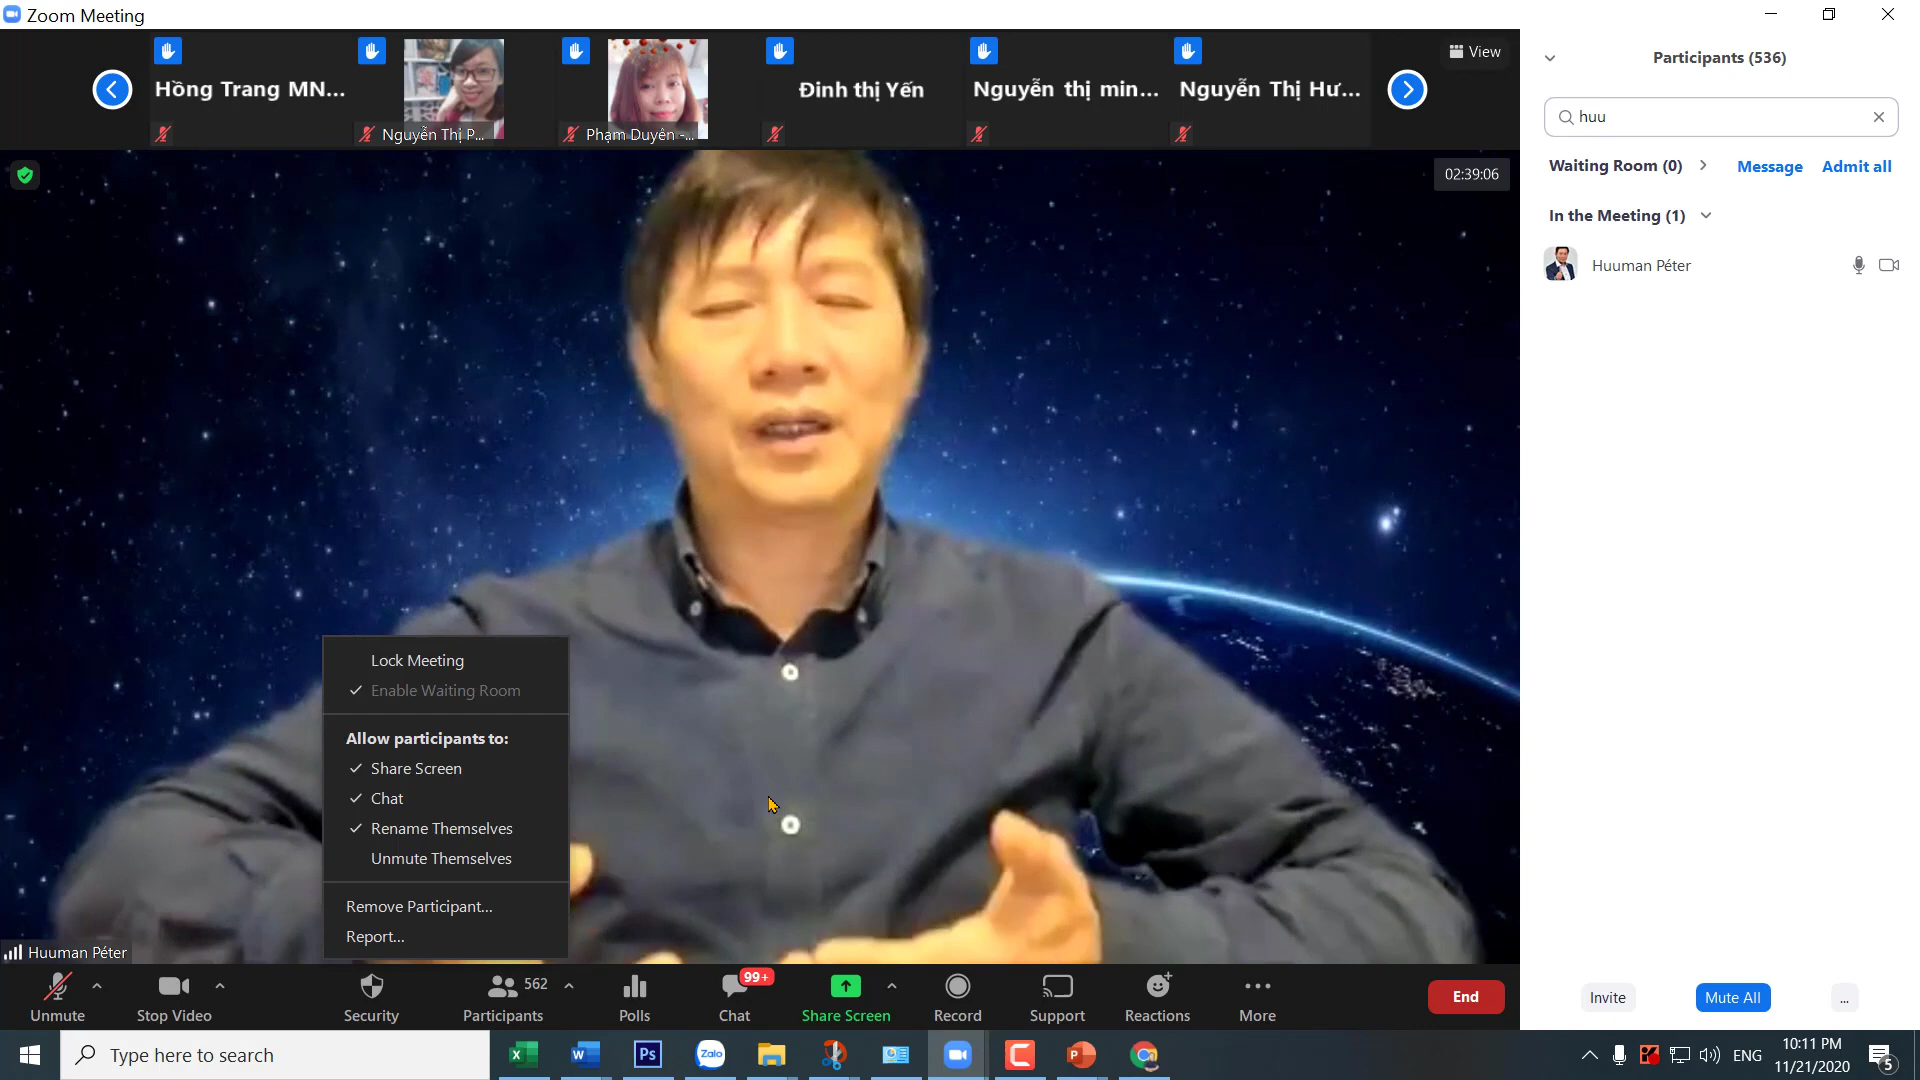 Zoom Meeting
Hồng Trang MN...
Nguyễn Thị P...
Phạm Duyên -...
Đinh thị Yến
Nguyễn thị min...
Nguyễn Thị Hư...
View
02:39:06
Participants (536)
huu
Waiting Room (0)
Message
Admit all
In the Meeting (1)
Huuman Péter
Lock Meeting
Enable Waiting Room
Allow participants to:
Share Screen
Chat
Rename Themselves
Unmute Themselves
Remove Participant...
Report...
Huuman Péter
Unmute
Stop Video
Security
562
Participants
Polls
99+
Chat
Share Screen
Record
Support
Reactions
More
End
Invite
Mute All
...
Type here to search
Ps
Zalo
ENG
10:11 PM
11/21/2020
5